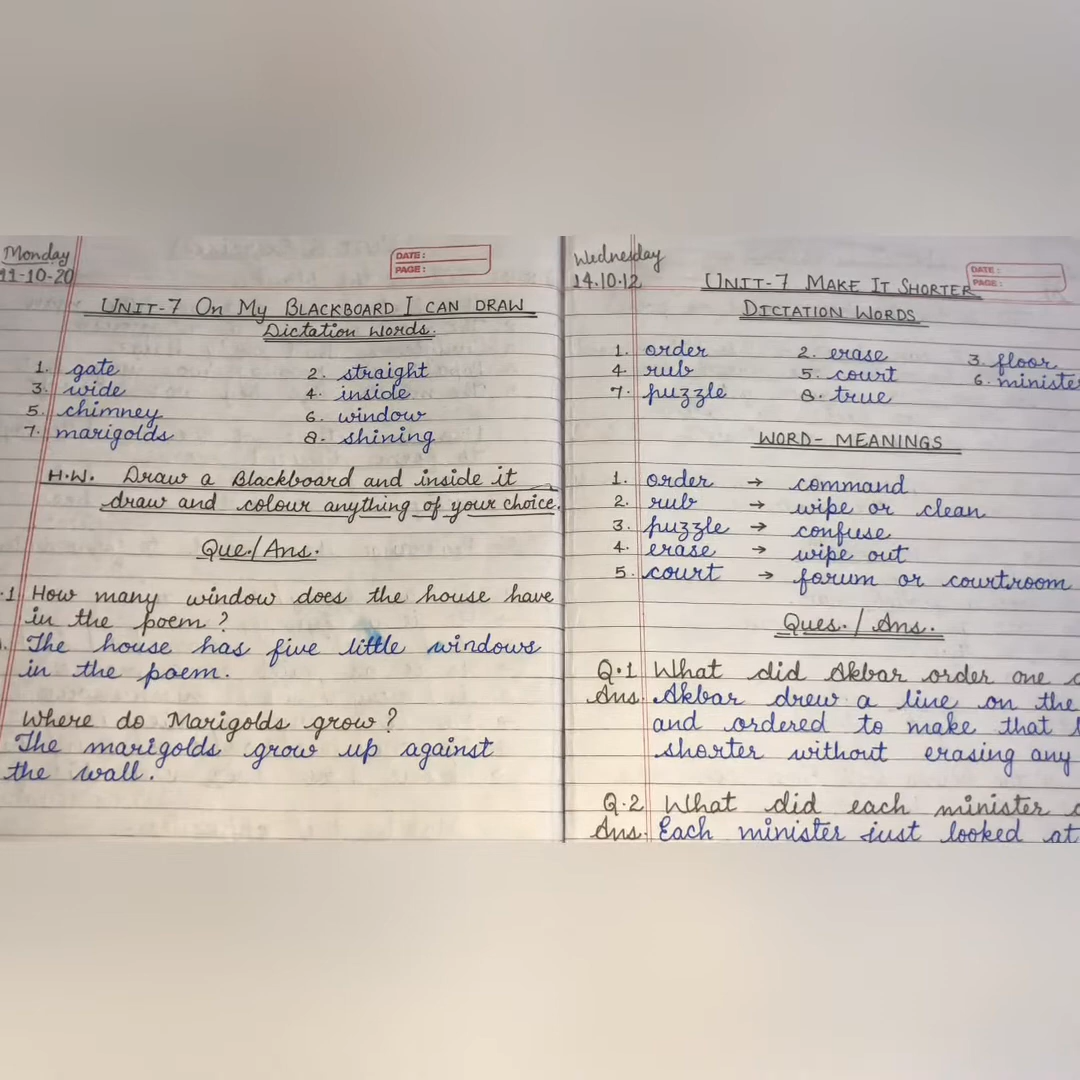 Monday
11-10-20
DATE:
PAGE:
UNIT-7 On My BLACKBOARD I CAN DRAW
Dictation Words.
1. gate 2. straight
3. wide 4. inside
5. chimney 6. window
7. marigolds 8. shining
H.W. Draw a Blackboard and inside it
draw and colour anything of your choice.
Que./Ans.
.1 How many window does the house have
in the poem?
The house has five little windows
in the poem.
Where do Marigolds grow?
The marigolds grow up against
the wall.
Wednesday
14.10.12
DATE:
PAGE:
UNIT-7 MAKE IT SHORTER
DICTATION WORDS
1. order 2. erase 3. floor
4. rub 5. court 6. ministe
7. puzzle 8. true
WORD-MEANINGS
1. order → command
2. rub → wipe or clean
3. puzzle → confuse
4. erase → wipe out
5. court → forum or courtroom
Ques./Ans.
Q.1 What did Akbar order one
Ans. Akbar drew a line on the
and ordered to make that
shorter without erasing any
Q.2 What did each minister
Ans. Each minister just looked at